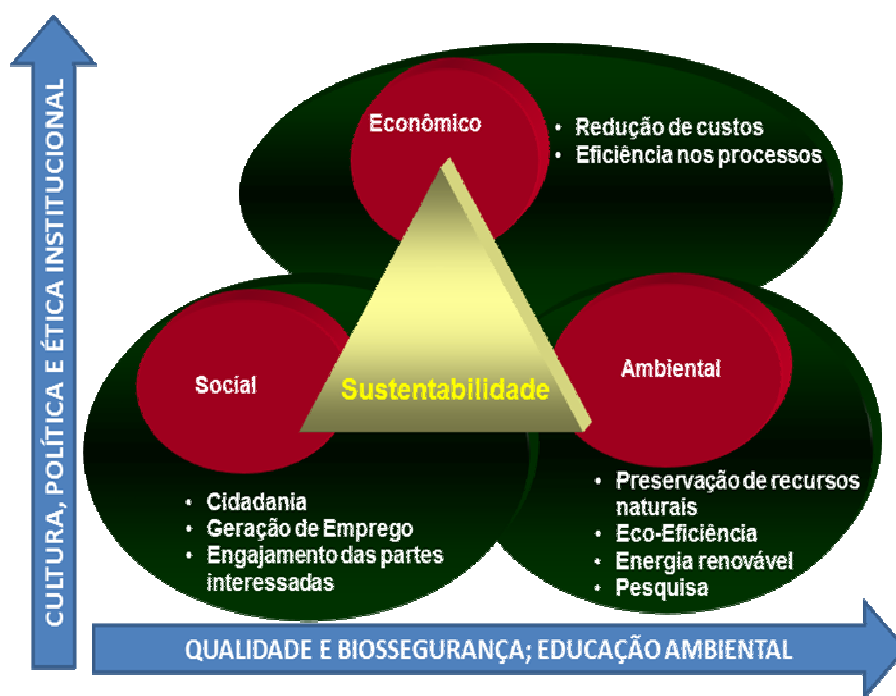 CULTURA, POLÍTICA E ÉTICA INSTITUCIONAL
Econômico
• Redução de custos
• Eficiência nos processos
Social
Sustentabilidade
Ambiental
• Cidadania
• Geração de Emprego
• Engajamento das partes
interessadas
• Preservação de recursos
naturais
• Eco-Eficiência
• Energia renovável
• Pesquisa
QUALIDADE E BIOSSEGURANÇA; EDUCAÇÃO AMBIENTAL